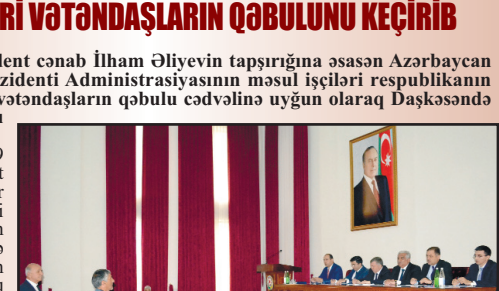 Rİ VƏTƏNDAŞLARIN QƏBULUNU KEÇİRİB
dent cənab İlham Əliyevin tapşırığına əsasən Azərbaycan
zidenti Administrasiyasının məsul işçiləri respublikanın
vətəndaşların qəbulu cədvəlinə uyğun olaraq Daşkəsəndə